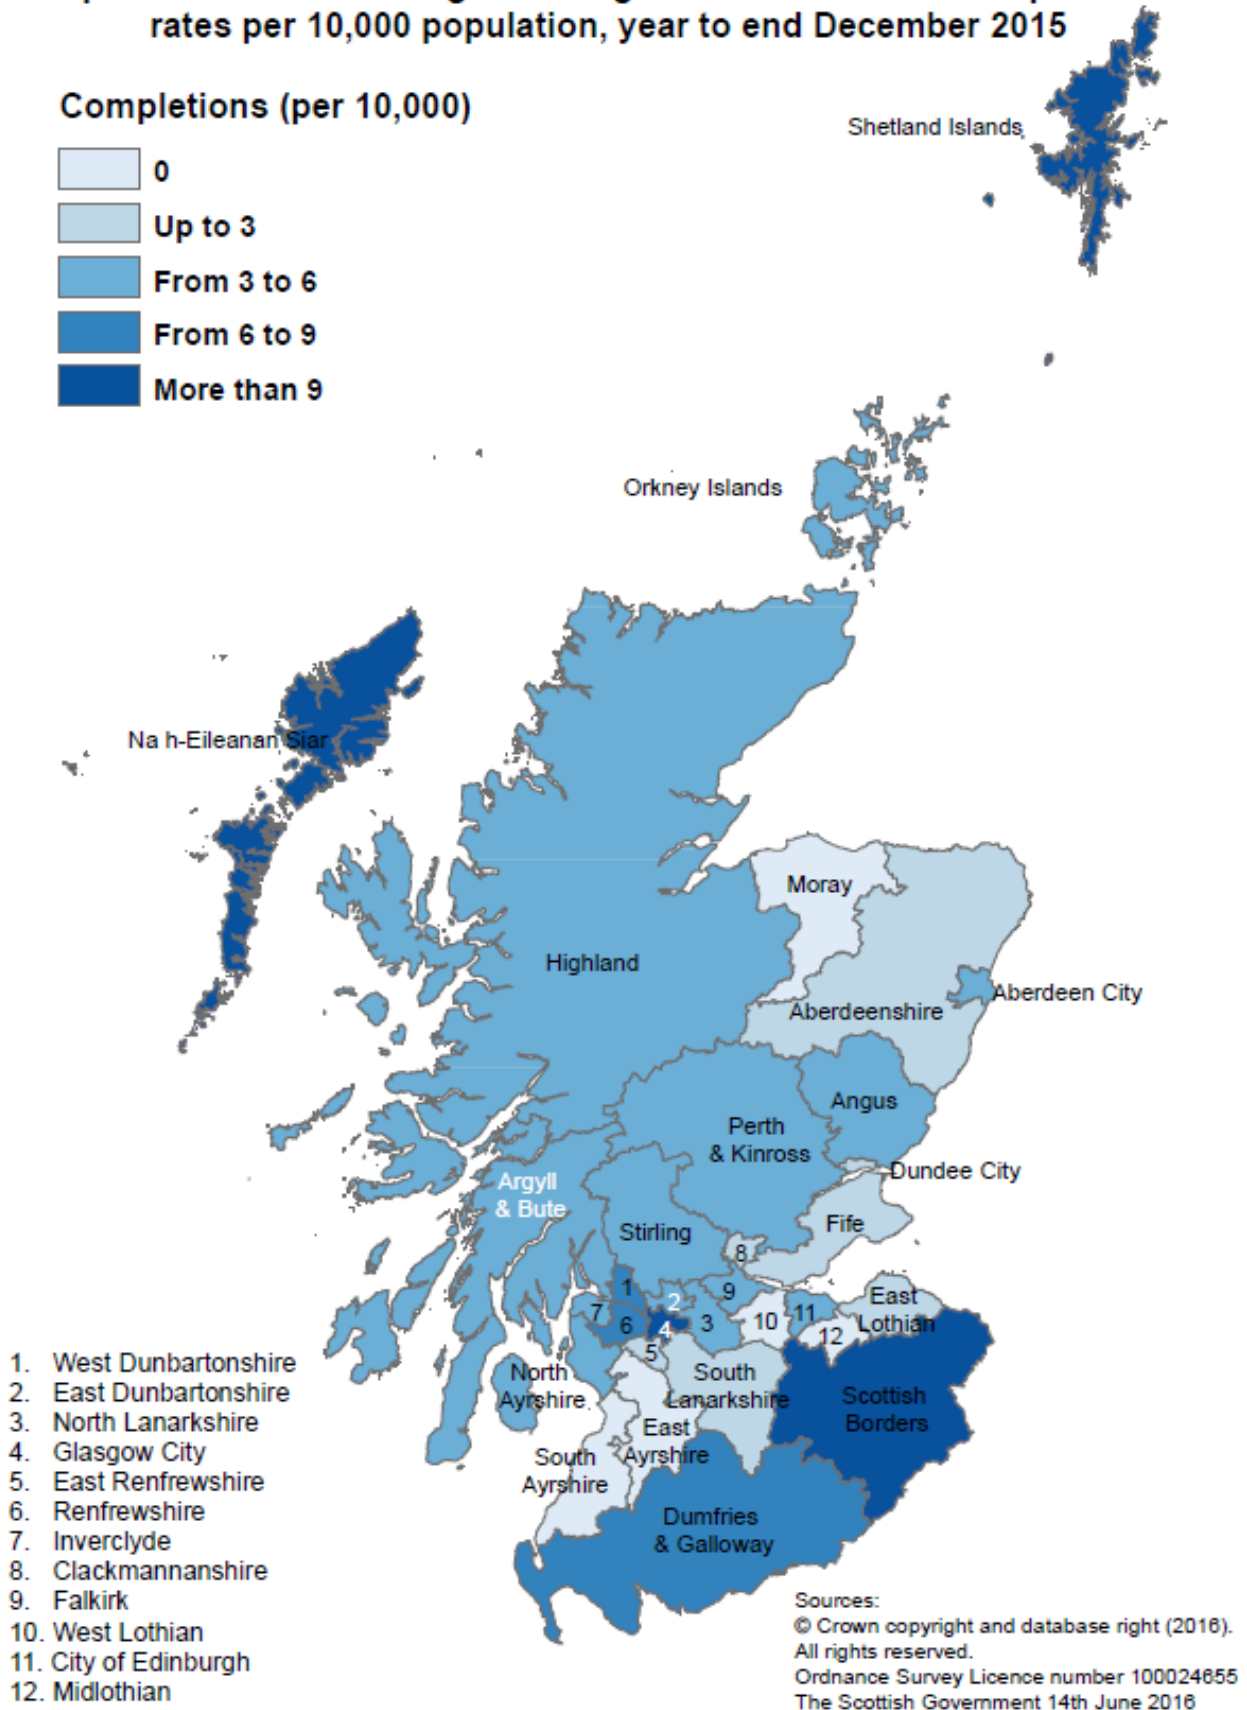 rates per 10,000 population, year to end December 2015
Completions (per 10,000)
0
Up to 3
From 3 to 6
From 6 to 9
More than 9
Shetland Islands
Orkney Islands
Na h-Eileanan Siar
Moray
Highland
Aberdeen City
Aberdeenshire
Angus
Perth
& Kinross
Dundee City
Argyll
& Bute
Fife
Stirling
8
1
2
9
East
Lothian
7
6
4
3
10
11
12
5
North
Ayrshire
South
Lanarkshire
Scottish
Borders
East
Ayrshire
South
Ayrshire
Dumfries
& Galloway
1. West Dunbartonshire
2. East Dunbartonshire
3. North Lanarkshire
4. Glasgow City
5. East Renfrewshire
6. Renfrewshire
7. Inverclyde
8. Clackmannanshire
9. Falkirk
10. West Lothian
11. City of Edinburgh
12. Midlothian
Sources:
© Crown copyright and database right (2016).
All rights reserved.
Ordnance Survey Licence number 100024655
The Scottish Government 14th June 2016